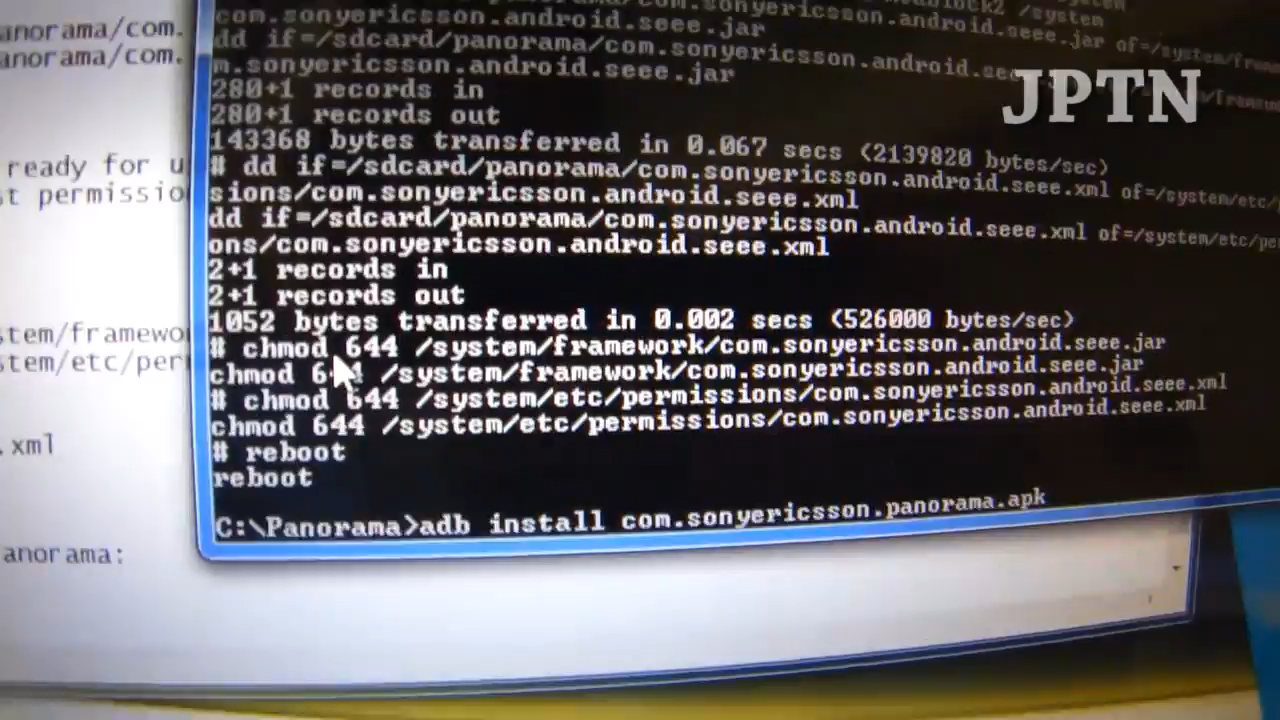 /system
com.sonyericsson.android.seee.jar
dd if=/sdcard/panorama/com.sonyericsson.android.seee.jar of=/system/
m.sonyericsson.android.seee.jar
280+1 records in
280+1 records out
143368 bytes transferred in 0.067 secs (2139820 bytes/sec)
# dd if=/sdcard/panorama/com.sonyericsson.android.seee.xml of=/system/etc/
sions/com.sonyericsson.android.seee.xml
dd if=/sdcard/panorama/com.sonyericsson.android.seee.xml of=/system/etc/pe
ons/com.sonyericsson.android.seee.xml
2+1 records in
2+1 records out
1052 bytes transferred in 0.002 secs (526000 bytes/sec)
# chmod 644 /system/framework/com.sonyericsson.android.seee.jar
chmod 644 /system/framework/com.sonyericsson.android.seee.jar
# chmod 644 /system/etc/permissions/com.sonyericsson.android.seee.xml
chmod 644 /system/etc/permissions/com.sonyericsson.android.seee.xml
# reboot
reboot
C:\Panorama>adb install com.sonyericsson.panorama.apk
JPTN
anorama/com.
anorama/com.
ready for u
st permissio
stem/framewo
stem/etc/per
.xml
anorama: